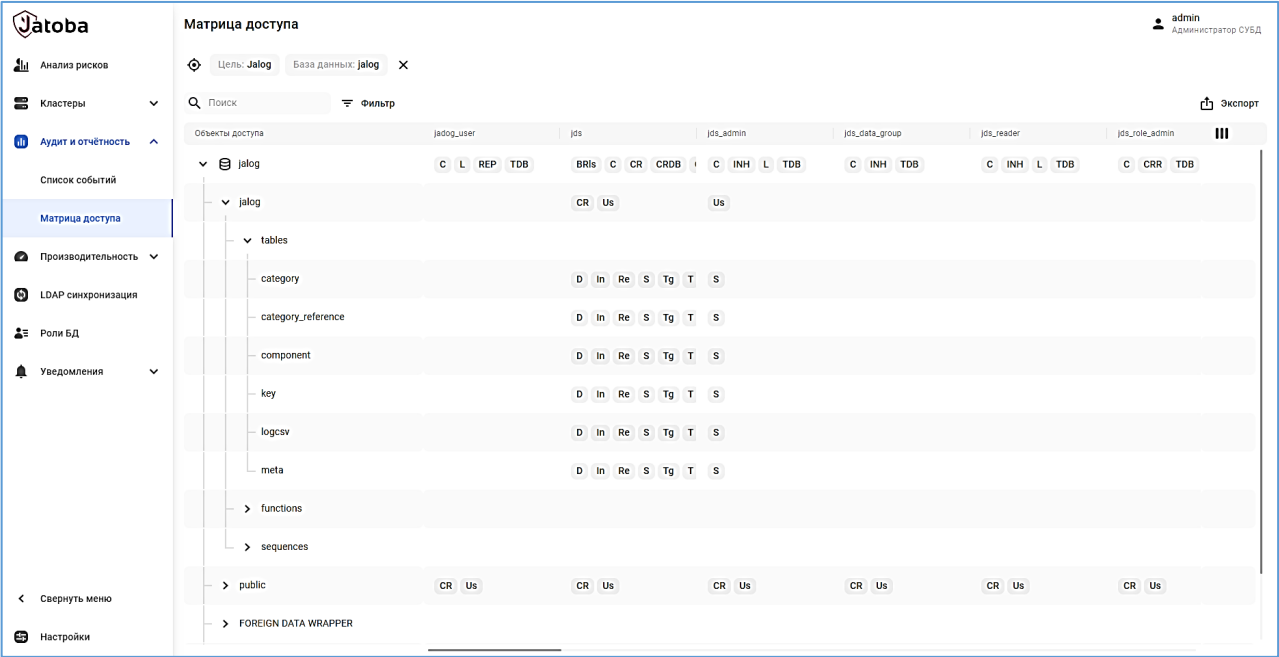 Jatoba
Матрица доступа
admin
Администратор СУБД
Анализ рисков
Кластеры
Аудит и отчётность
Список событий
Матрица доступа
Производительность
LDAP синхронизация
Роли БД
Уведомления
Свернуть меню
Настройки
Цель: Jalog База данных: jalog
Поиск Фильтр Экспорт
Объекты доступа jadog_user jds jds_admin jds_data_group jds_reader jds_role_admin
jalog C L REP TDB BRls C CR CRDB C INH L TDB C INH TDB C INH L TDB C CRR TDB
jalog CR Us Us
tables
category D In Re S Tg T S
category_reference D In Re S Tg T S
component D In Re S Tg T S
key D In Re S Tg T S
logcsv D In Re S Tg T S
meta D In Re S Tg T S
functions
sequences
public CR Us CR Us CR Us CR Us CR Us CR Us
FOREIGN DATA WRAPPER